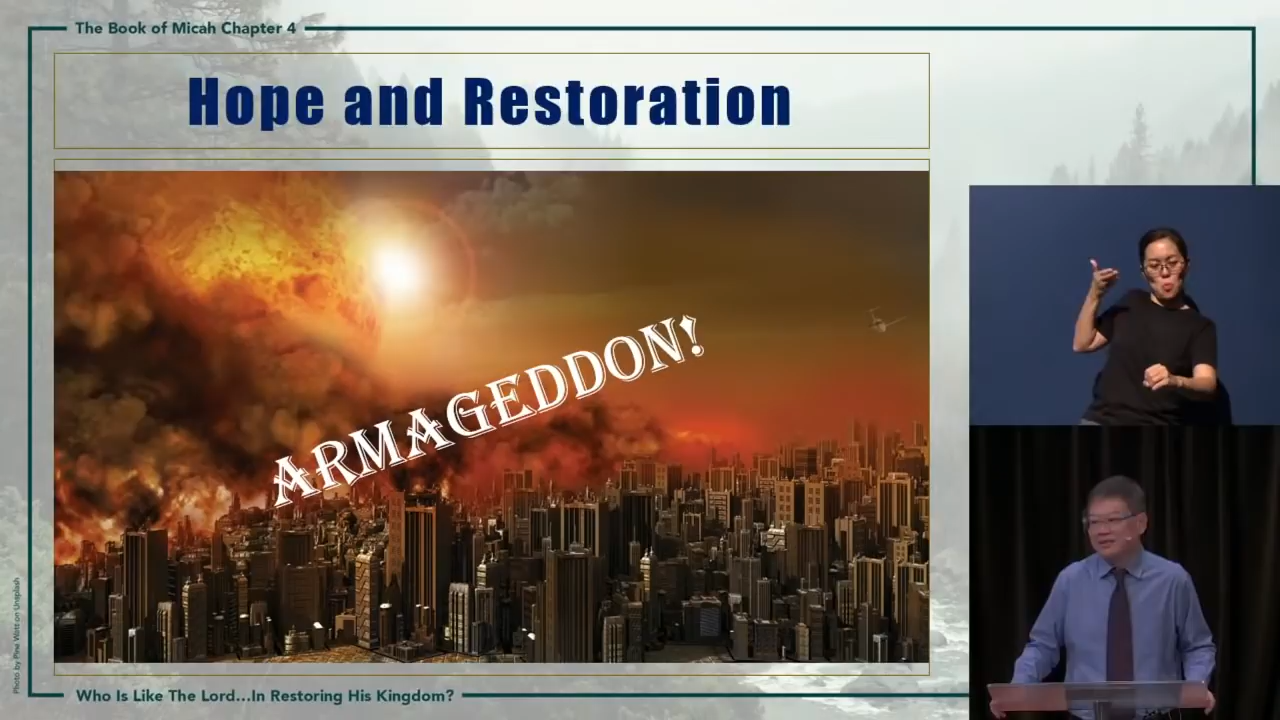 The Book of Micah Chapter 4
Hope and Restoration
ARMAGEDDON!
Photo by Pine Watt on Unsplash
Who Is Like The Lord...In Restoring His Kingdom?